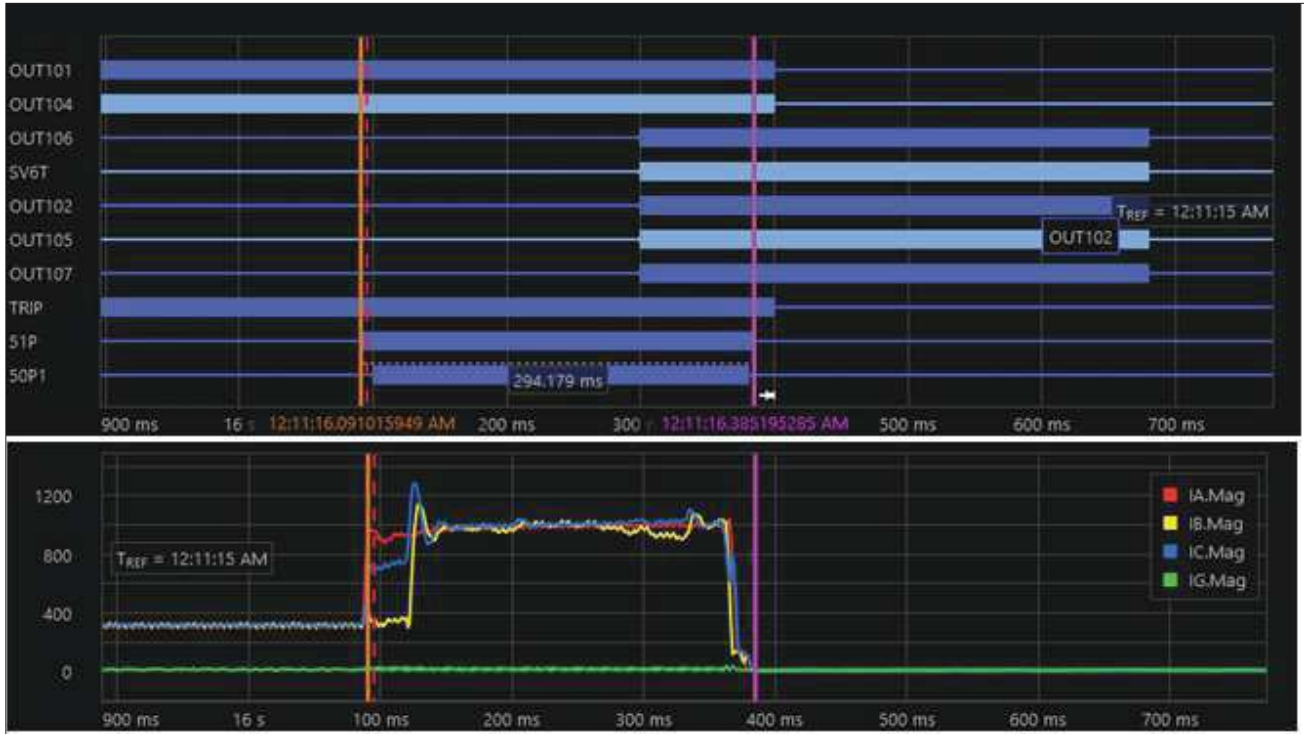 OUT101
OUT104
OUT106
SV6T
OUT102
TREF = 12:11:15 AM
OUT105
OUT102
OUT107
TRIP
51P
50P1
294.179 ms
900 ms 16 s 12:11:16.091015949 AM 200 ms 300 12:11:16.385195285 AM 500 ms 600 ms 700 ms
1200
IA.Mag
IB.Mag
800
TREF = 12:11:15 AM
IC.Mag
IG.Mag
400
0
900 ms 16 s 100 ms 200 ms 300 ms 400 ms 500 ms 600 ms 700 ms